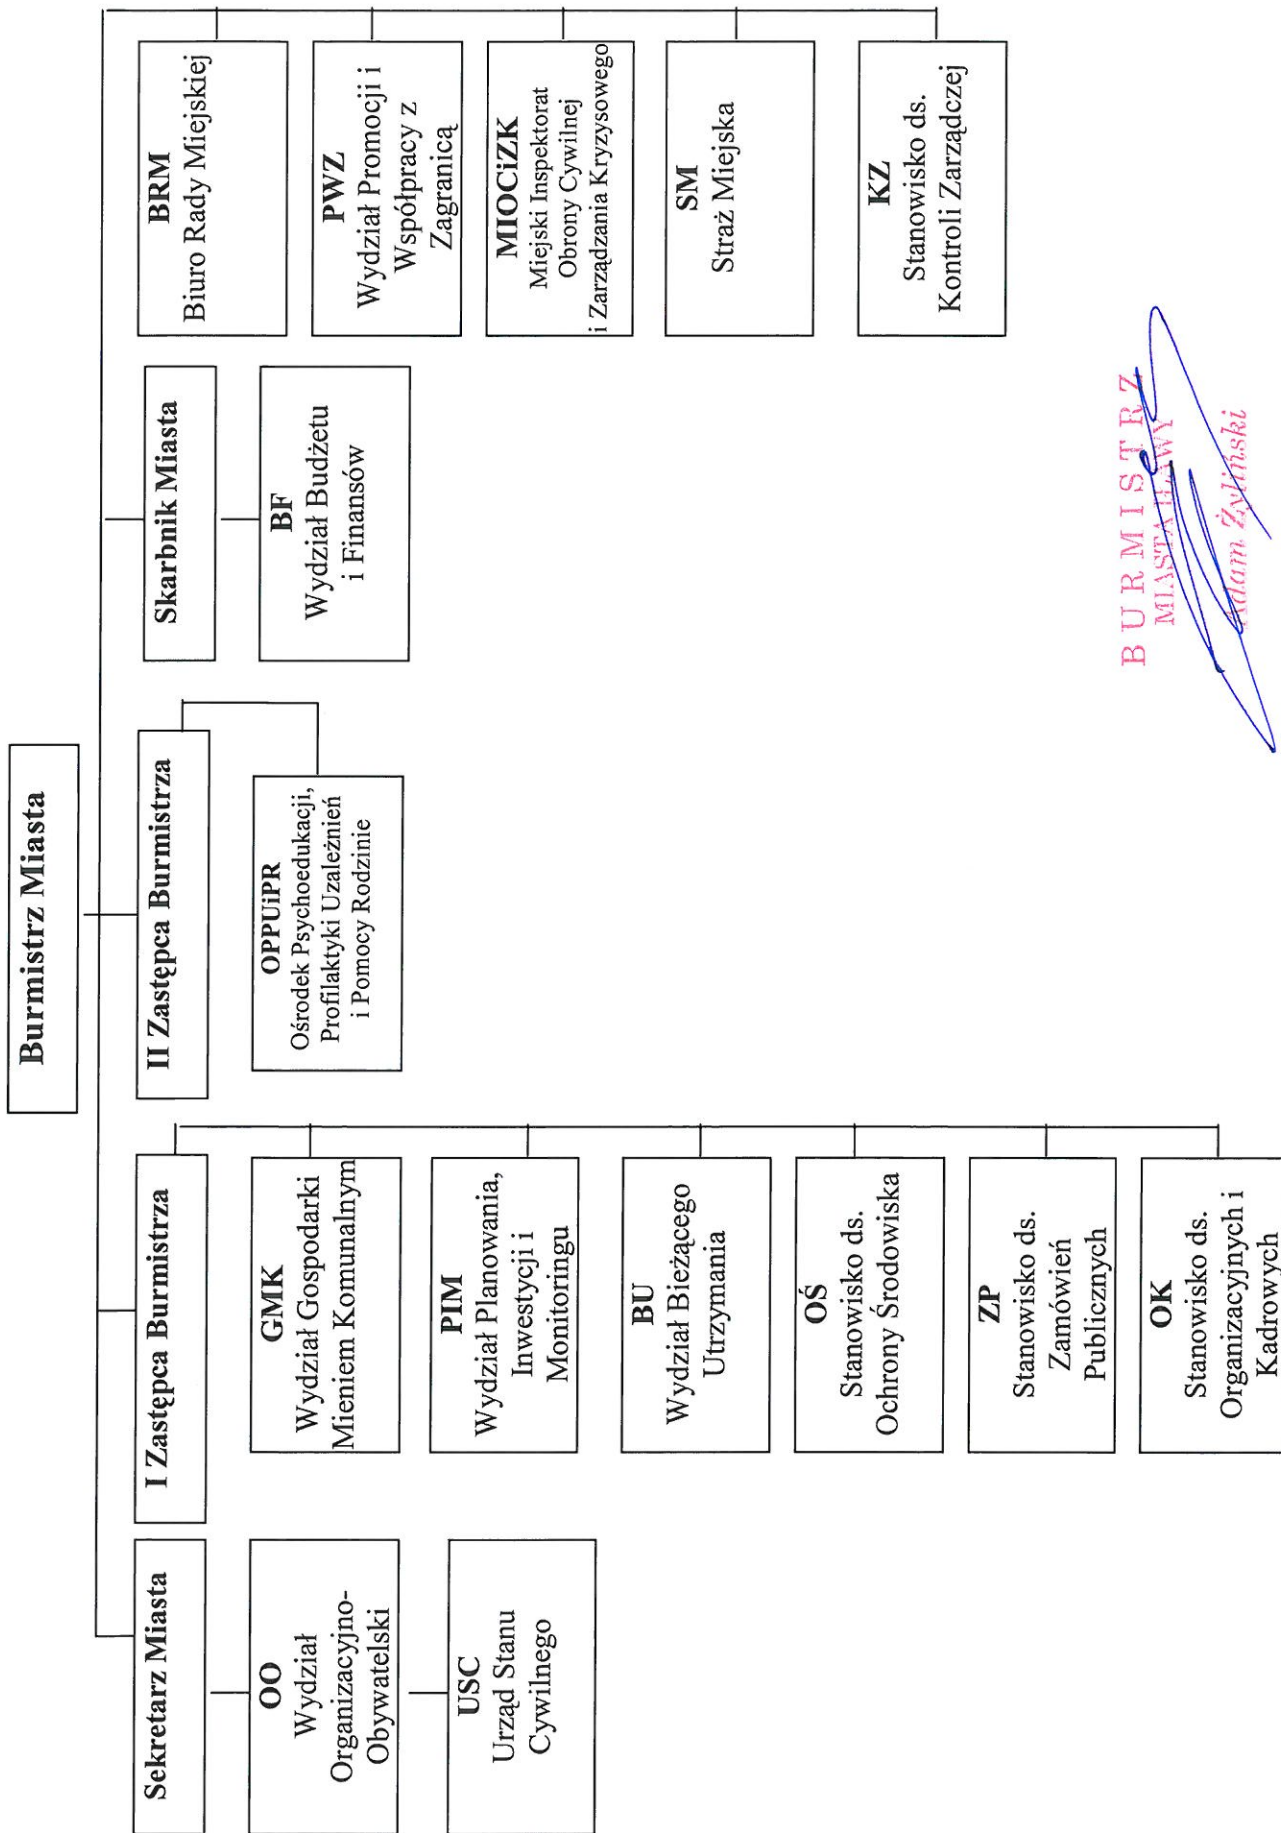 Burmistrz Miasta
Sekretarz Miasta
I Zastępca Burmistrza
II Zastępca Burmistrza
Skarbnik Miasta
OO
Wydział
Organizacyjno-
Obywatelski
USC
Urząd Stanu
Cywilnego
GMK
Wydział Gospodarki
Mieniem Komunalnym
PIM
Wydział Planowania,
Inwestycji i
Monitoringu
BU
Wydział Bieżącego
Utrzymania
OŚ
Stanowisko ds.
Ochrony Środowiska
ZP
Stanowisko ds.
Zamówień
Publicznych
OK
Stanowisko ds.
Organizacyjnych i
Kadrowych
OPPUiPR
Ośrodek Psychoedukacji,
Profilaktyki Uzależnień
i Pomocy Rodzinie
BF
Wydział Budżetu
i Finansów
BRM
Biuro Rady Miejskiej
PWZ
Wydział Promocji i
Współpracy z
Zagranicą
MIOCiZK
Miejski Inspektorat
Obrony Cywilnej
i Zarządzania Kryzysowego
SM
Straż Miejska
KZ
Stanowisko ds.
Kontroli Zarządczej
BURMISTRZ
MIASTA IŁAWY
Adam Żyliński